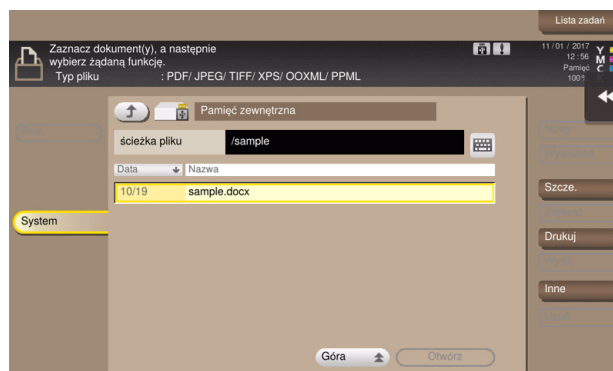 Lista zadań
Zaznacz dokument(y), a następnie
wybierz żądaną funkcję.
Typ pliku : PDF/ JPEG/ TIFF/ XPS/ OOXML/ PPML
11/01 / 2017
12:56
Pamięć
Y
M
C
Pamięć zewnętrzna
ścieżka pliku /sample
Data Nazwa
10/19 sample.docx
System
Szcze.
Drukuj
Inne
Góra Otwórz